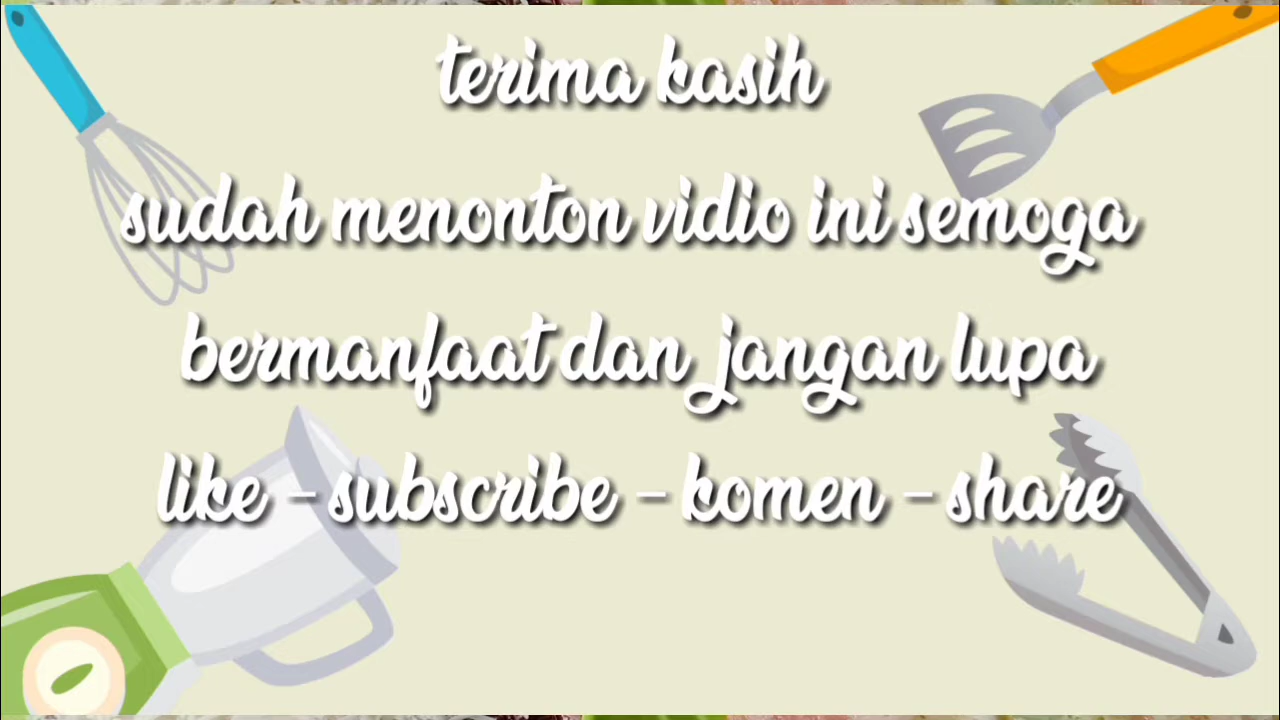 terima kasih
sudah menonton vidio ini semoga
bermanfaat dan jangan lupa
like - subscribe - komen - share